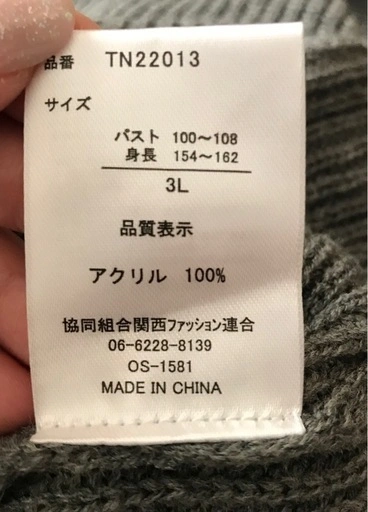 品番 TN22013
サイズ
バスト 100～108
身長 154～162
3L
品質表示
アクリル 100%
協同組合関西ファッション連合
06-6228-8139
OS-1581
MADE IN CHINA